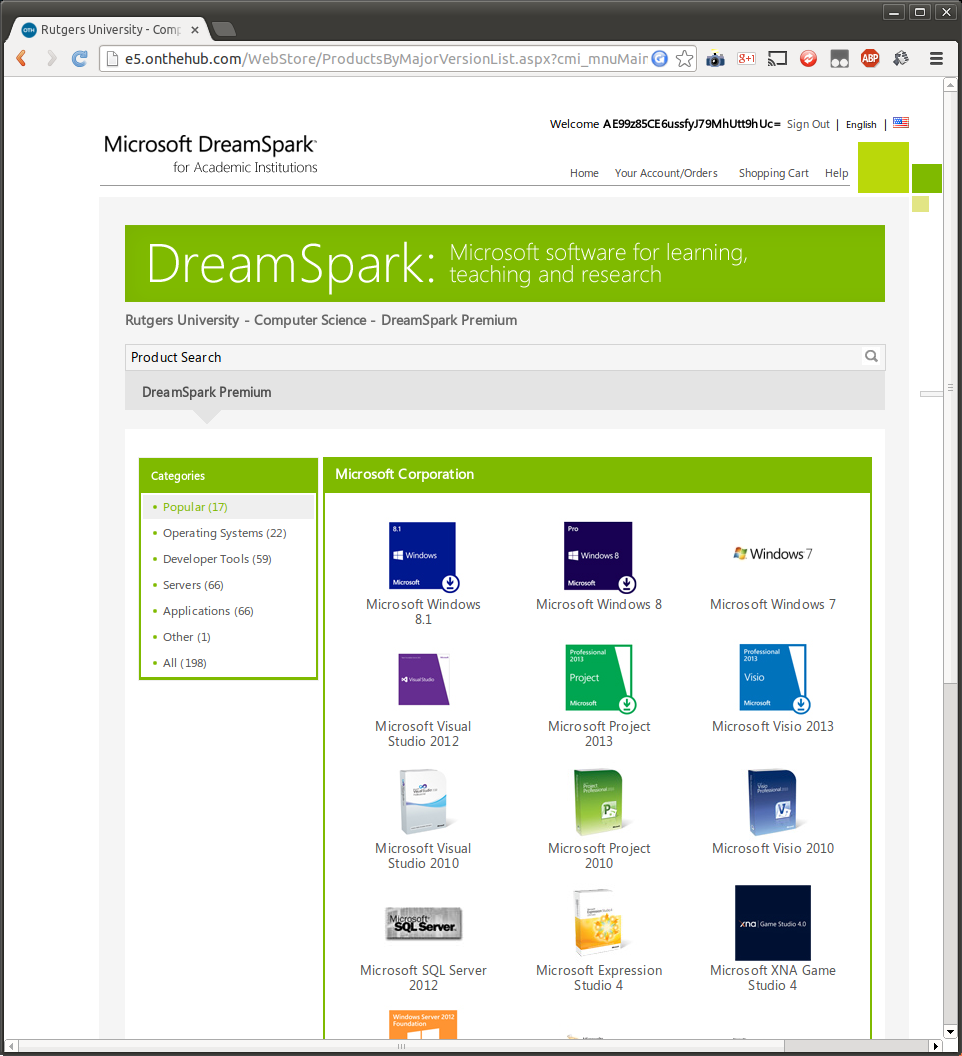 Rutgers University - Comp
e5.onthehub.com/WebStore/ProductsByMajorVersionList.aspx?cmi_mnuMain
Welcome AE99z85CE6ussfyJ79MhUtt9hUc= Sign Out | English |
Microsoft DreamSpark
for Academic Institutions
Home Your Account/Orders Shopping Cart Help
DreamSpark: Microsoft software for learning,
teaching and research
Rutgers University - Computer Science - DreamSpark Premium
Product Search
DreamSpark Premium
Categories
Popular (17)
Operating Systems (22)
Developer Tools (59)
Servers (66)
Applications (66)
Other (1)
All (198)
Microsoft Corporation
8.1
Windows
Microsoft
Microsoft Windows
8.1
Pro
Windows 8
Microsoft
Microsoft Windows 8
Windows 7
Microsoft Windows 7
Visual Studio
Microsoft Visual
Studio 2012
Professional
2013
Project
Microsoft
Microsoft Project
2013
Professional
2013
Visio
Microsoft
Microsoft Visio 2013
Microsoft Visual
Studio 2010
Project
Professional
Microsoft Project
2010
Visio
Professional
Microsoft Visio 2010
Microsoft
SQL Server
Microsoft SQL Server
2012
Microsoft Expression
Studio 4
xna Game Studio 4.0
Microsoft XNA Game
Studio 4
Windows Server 2012
Foundation